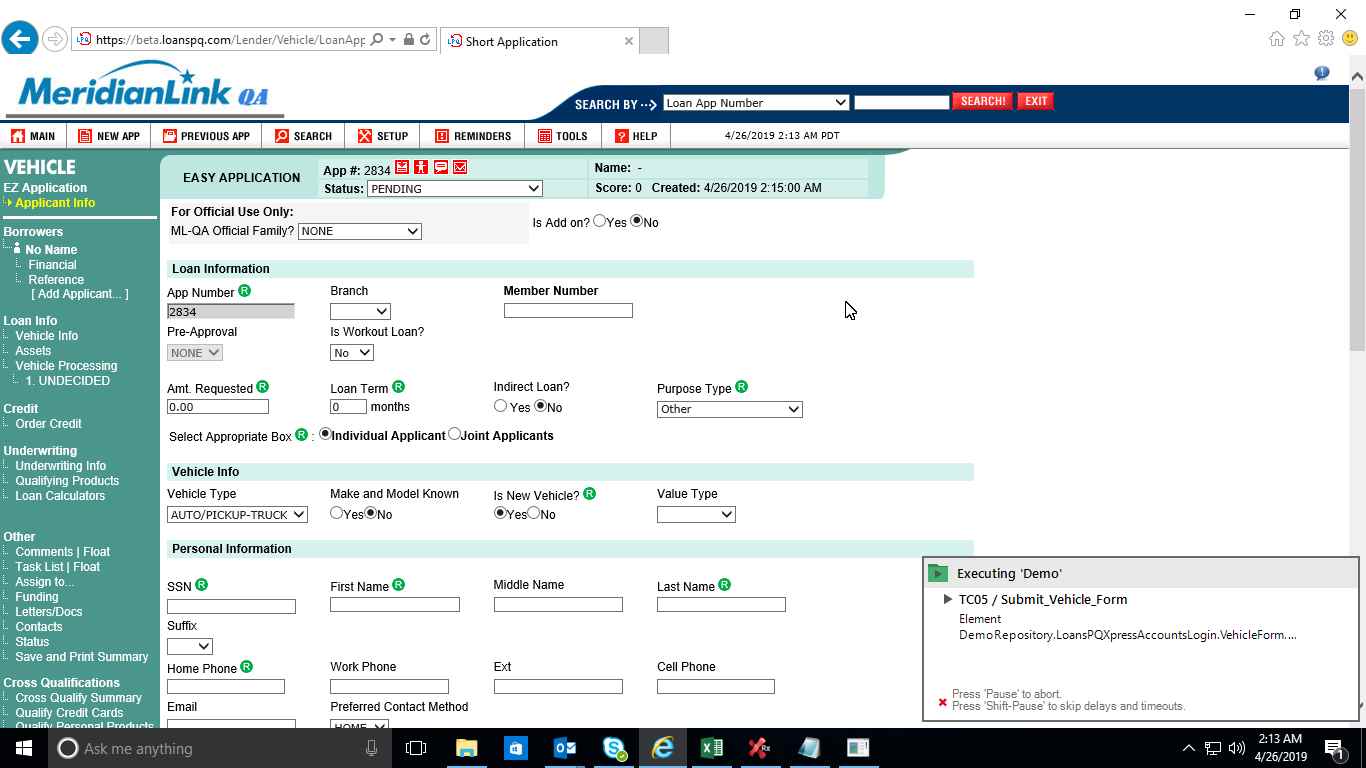 https://beta.loanspq.com/Lender/Vehicle/LoanApp
Short Application
MeridianLink QA
SEARCH BY
Loan App Number
SEARCH!
EXIT
MAIN
NEW APP
PREVIOUS APP
SEARCH
SETUP
REMINDERS
TOOLS
HELP
4/26/2019 2:13 AM PDT
VEHICLE
EZ Application
Applicant Info
Borrowers
No Name
Financial
Reference
[ Add Applicant... ]
Loan Info
Vehicle Info
Assets
Vehicle Processing
1. UNDECIDED
Credit
Order Credit
Underwriting
Underwriting Info
Qualifying Products
Loan Calculators
Other
Comments | Float
Task List | Float
Assign to...
Funding
Letters/Docs
Contacts
Status
Save and Print Summary
Cross Qualifications
Cross Qualify Summary
Qualify Credit Cards
Qualify Personal Products
EASY APPLICATION
App #: 2834
Name: -
Status: PENDING
Score: 0 Created: 4/26/2019 2:15:00 AM
For Official Use Only:
ML-QA Official Family? NONE
Is Add on? Yes No
Loan Information
App Number R
Branch
Member Number
2834
Pre-Approval
Is Workout Loan?
NONE
No
Amt. Requested R
Loan Term R
Indirect Loan?
Purpose Type R
0.00
0 months
Yes No
Other
Select Appropriate Box R : Individual Applicant Joint Applicants
Vehicle Info
Vehicle Type
Make and Model Known
Is New Vehicle? R
Value Type
AUTO/PICKUP-TRUCK
Yes No
Yes No
Personal Information
SSN R
First Name R
Middle Name
Last Name R
Suffix
Home Phone R
Work Phone
Ext
Cell Phone
Email
Preferred Contact Method
HOME
Executing 'Demo'
TC05 / Submit_Vehicle_Form
Element
DemoRepository.LoansPQXpressAccountsLogin.VehicleForm....
Press 'Pause' to abort.
Press 'Shift-Pause' to skip delays and timeouts.
Ask me anything
2:13 AM
4/26/2019
1